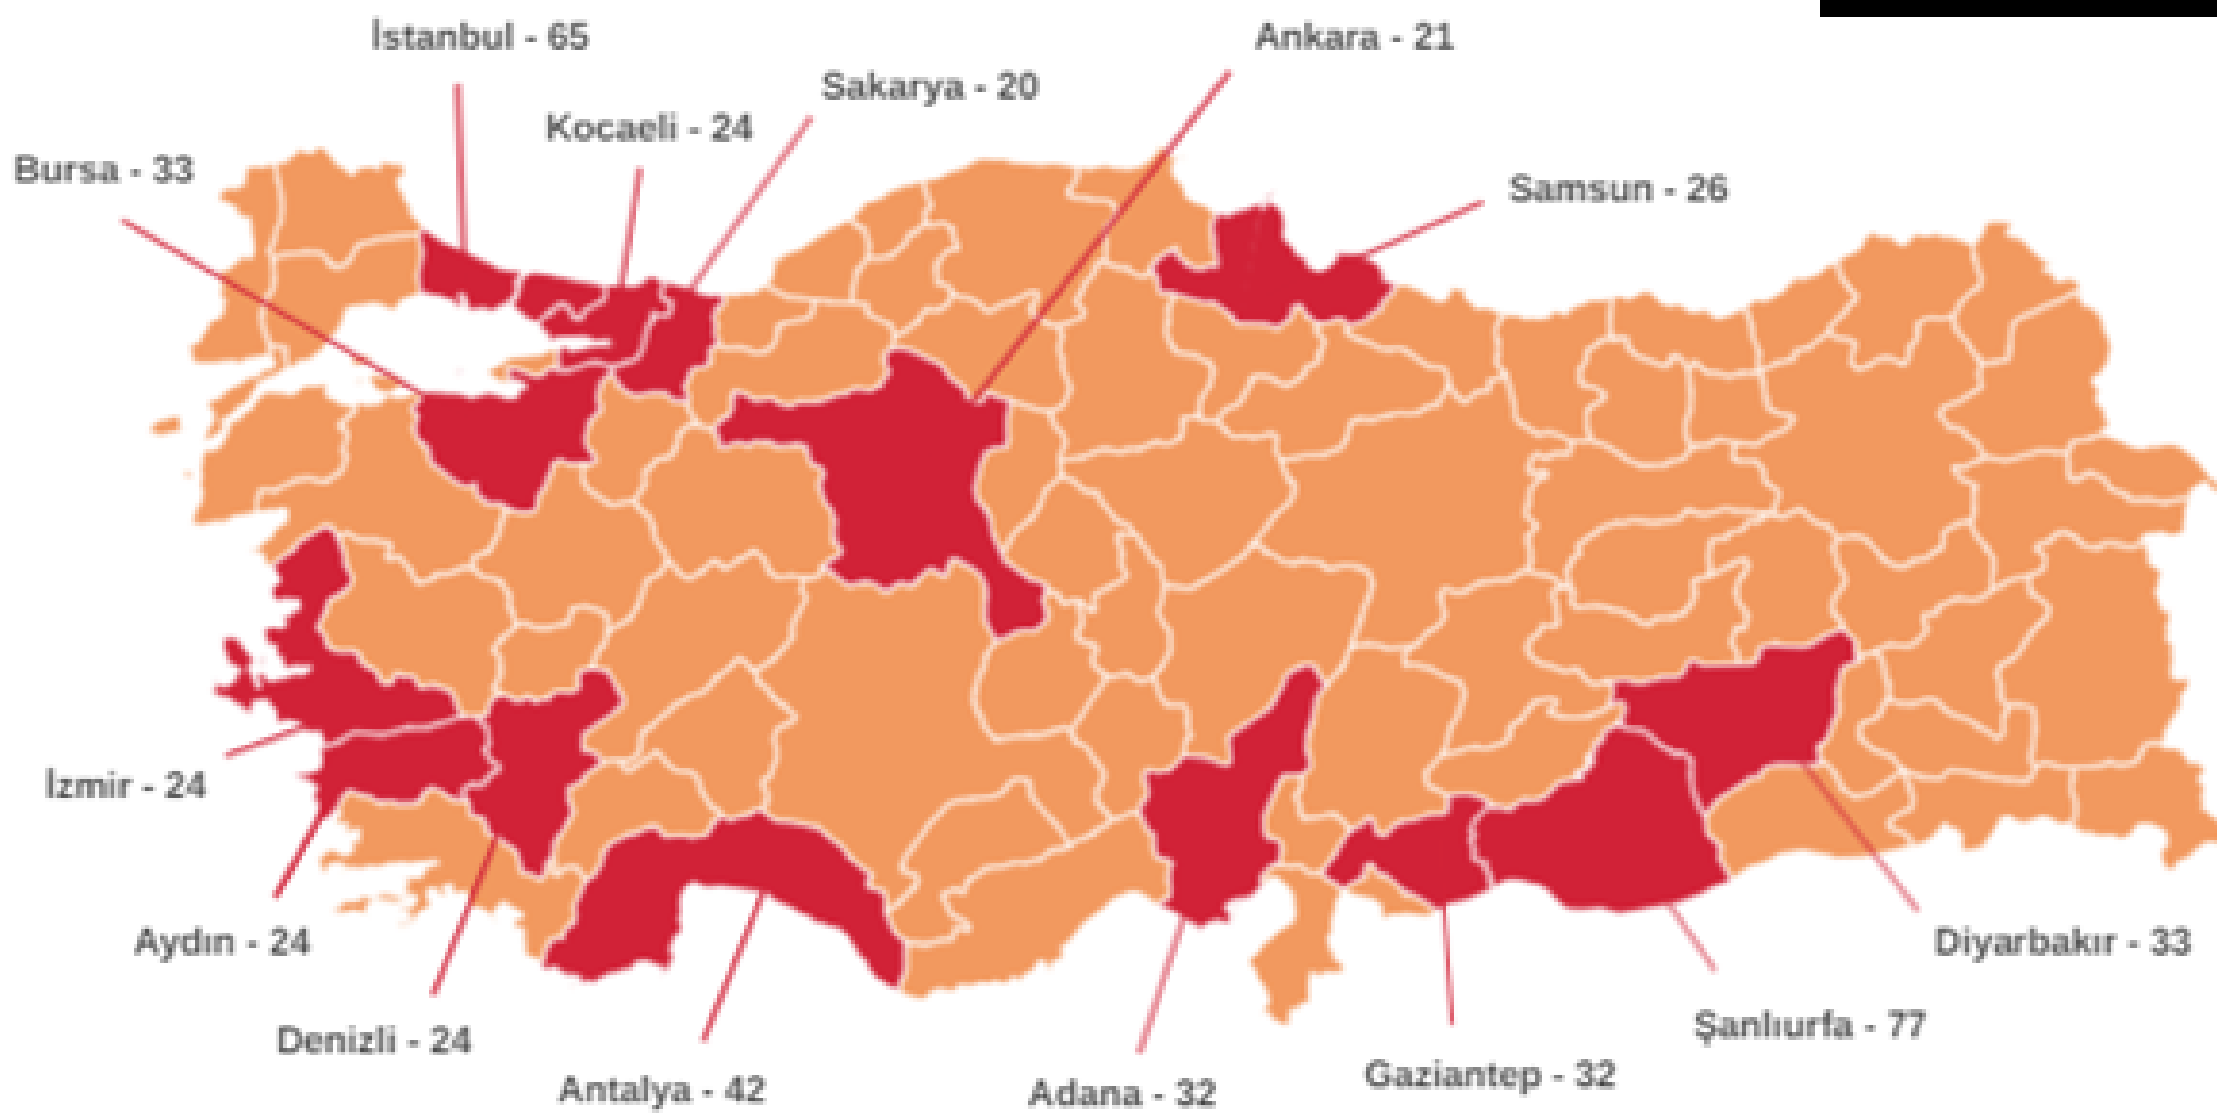 İstanbul - 65
Ankara - 21
Sakarya - 20
Kocaeli - 24
Bursa - 33
Samsun - 26
İzmir - 24
Aydın - 24
Diyarbakır - 33
Denizli - 24
Şanlıurfa - 77
Antalya - 42
Adana - 32
Gaziantep - 32